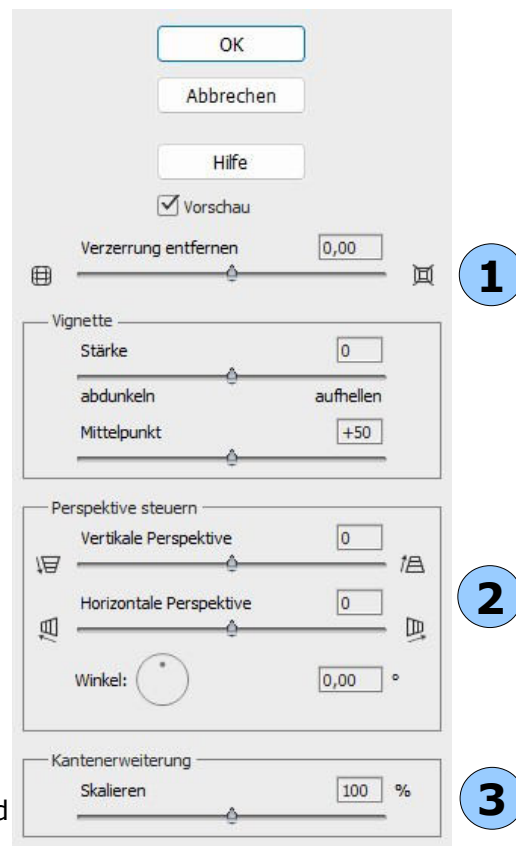 OK
Abbrechen
Hilfe
Vorschau
Verzerrung entfernen 0,00
1
Vignette
Stärke 0
abdunkeln aufhellen
Mittelpunkt +50
Perspektive steuern
Vertikale Perspektive 0
2
Horizontale Perspektive 0
Winkel: 0,00 °
Kantenerweiterung
Skalieren 100 %
3
d